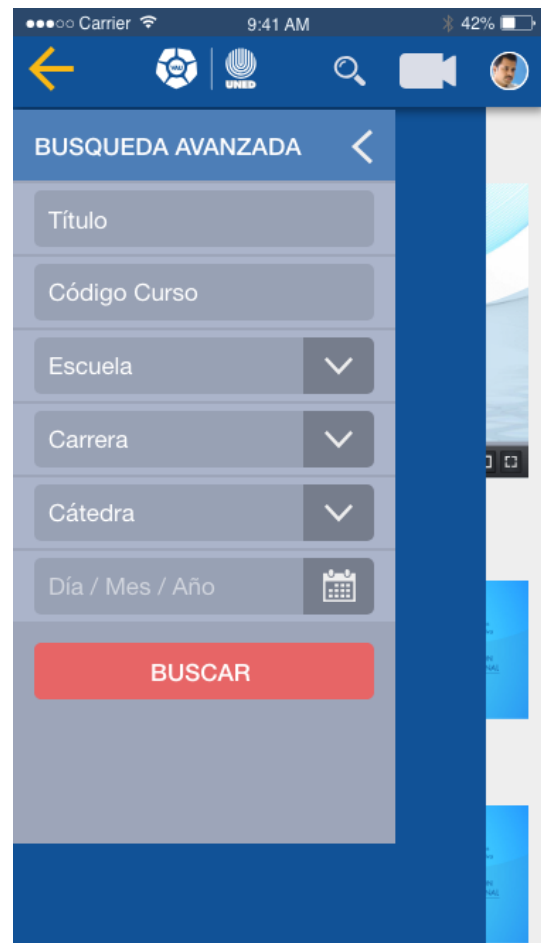 Carrier 9:41 AM 42%
UNED
BUSQUEDA AVANZADA
Título
Código Curso
Escuela
Carrera
Cátedra
Día / Mes / Año
BUSCAR